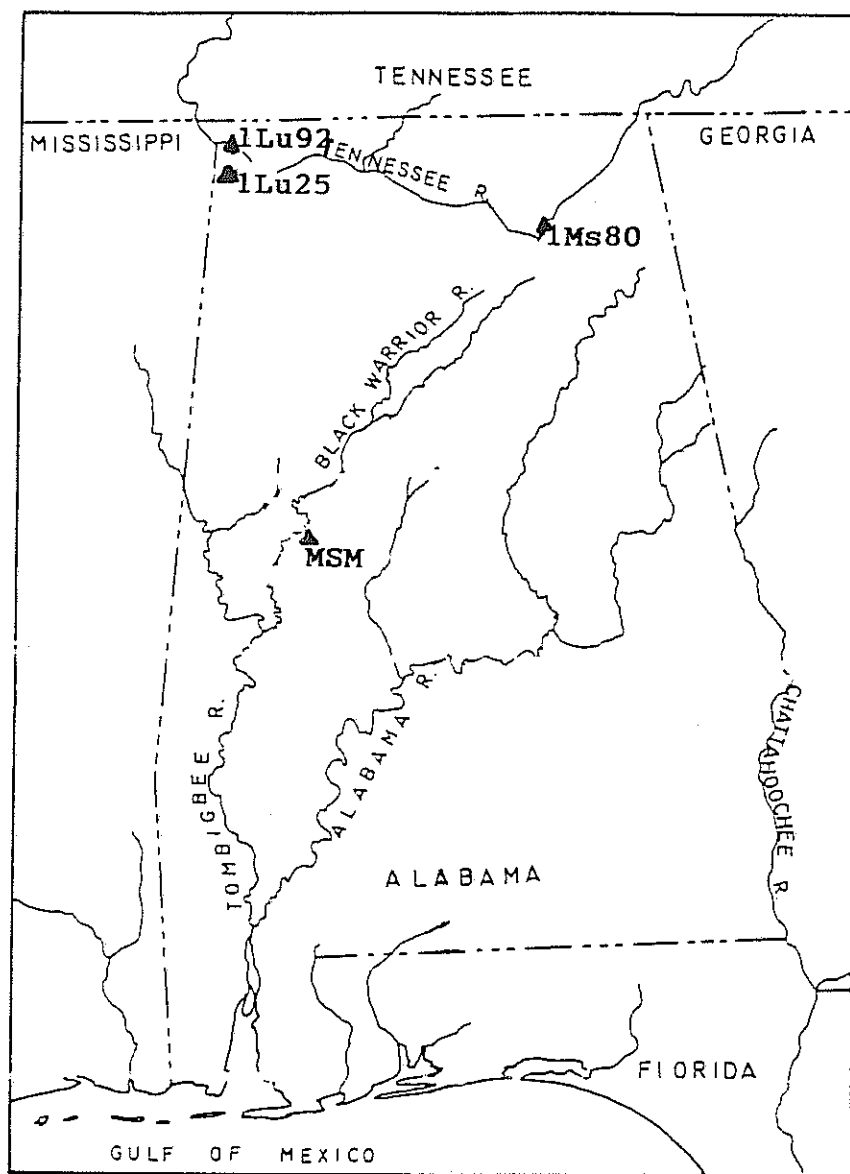 TENNESSEE
MISSISSIPPI
1Lu92
GEORGIA
TENNESSEE R.
1Lu25
1Ms80
BLACK WARRIOR R.
MSM
TOMBIGBEE R.
ALABAMA R.
CHATTAHOOCHEE R.
ALABAMA
FLORIDA
GULF OF MEXICO